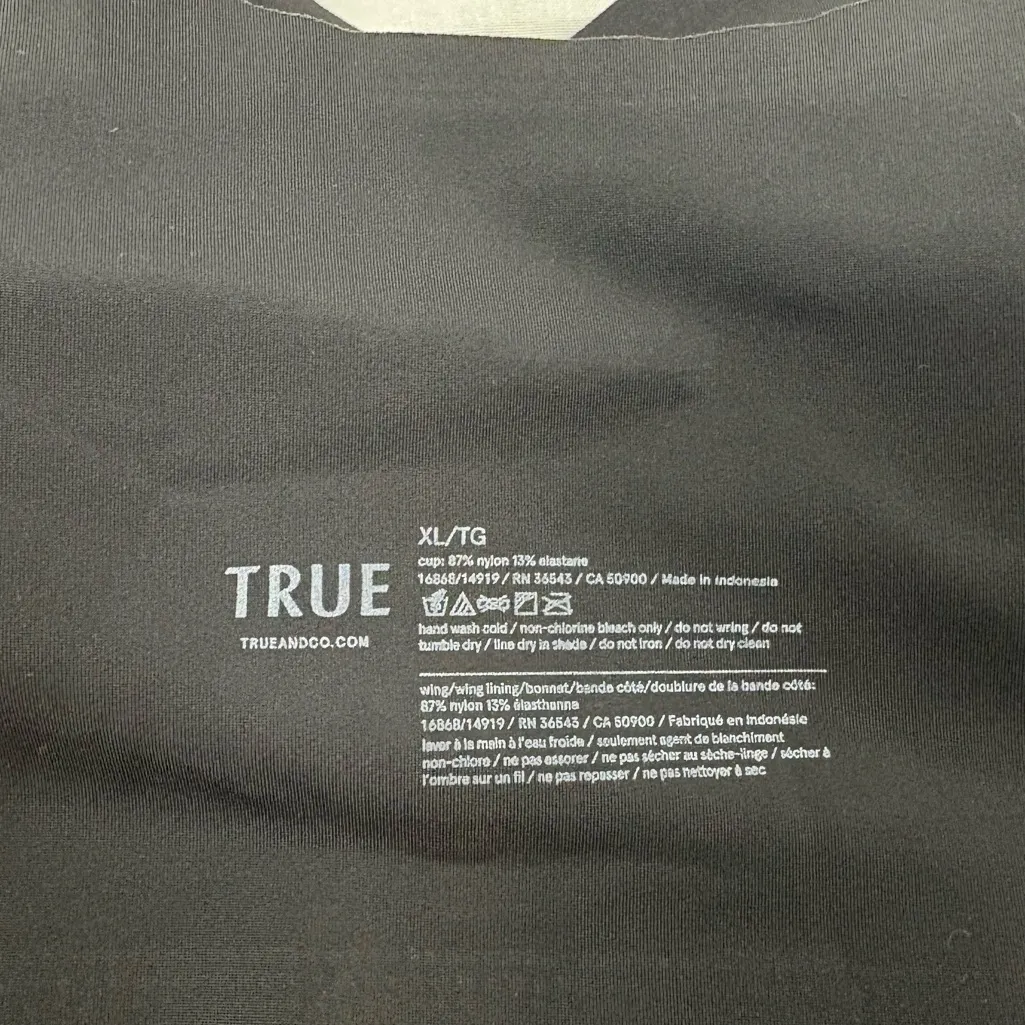 TRUE
TRUEANDCO.COM
XL/TG
cup: 87% nylon 13% elastane
16868/14919 / RN 36543 / CA 50900 / Made in Indonesia
hand wash cold / non-chlorine bleach only / do not wring / do not
tumble dry / line dry in shade / do not iron / do not dry clean
wing/wing lining/bonnet/bande côté/doublure de la bande côté:
87% nylon 13% élasthanne
16868/14919 / RN 36543 / CA 50900 / Fabriqué en Indonésie
laver à la main à l'eau froide / seulement agent de blanchiment
non-chlore / ne pas essorer / ne pas sécher au sèche-linge / sécher à
l'ombre sur un fil / ne pas repasser / ne pas nettoyer à sec